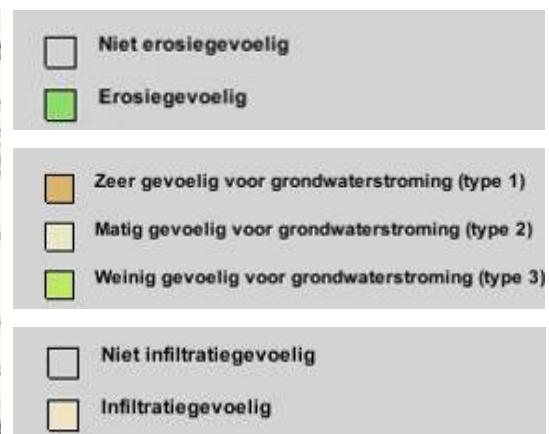 Niet erosiegevoelig
Erosiegevoelig
Zeer gevoelig voor grondwaterstroming (type 1)
Matig gevoelig voor grondwaterstroming (type 2)
Weinig gevoelig voor grondwaterstroming (type 3)
Niet infiltratiegevoelig
Infiltratiegevoelig